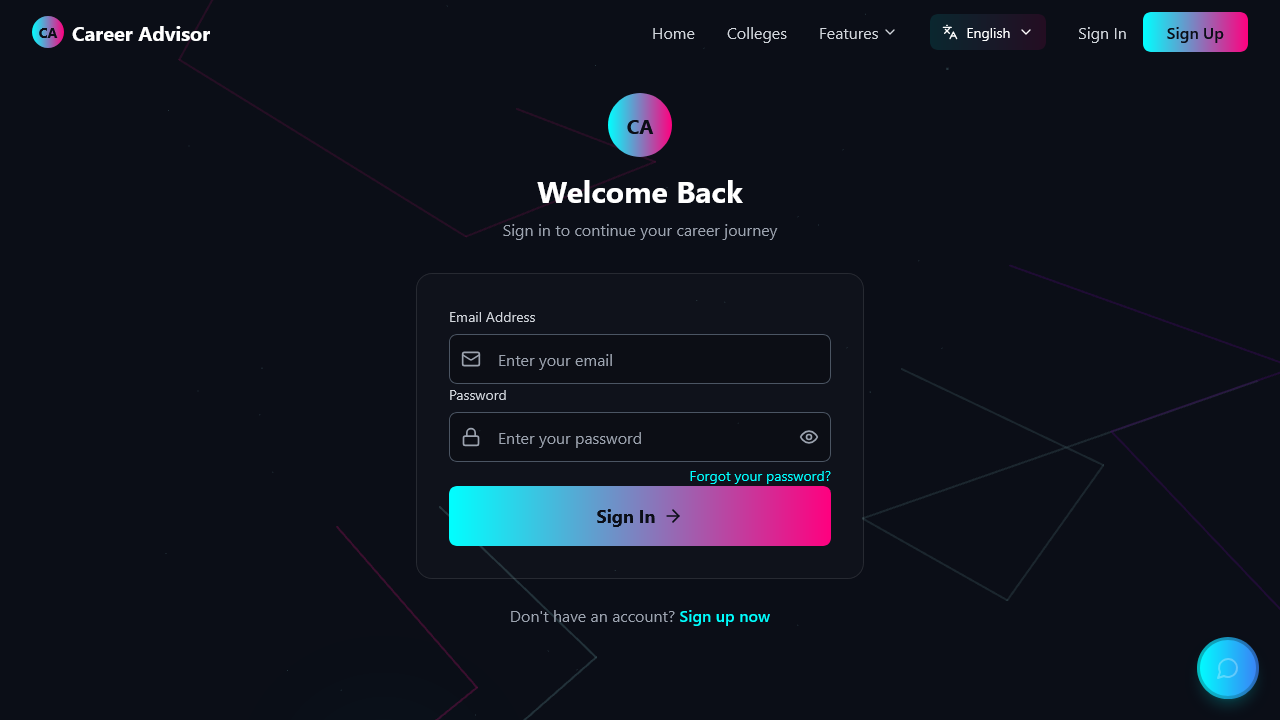 CA Career Advisor
Home
Colleges
Features
English
Sign In
Sign Up
CA
Welcome Back
Sign in to continue your career journey
Email Address
Enter your email
Password
Enter your password
Forgot your password?
Sign In
Don't have an account? Sign up now